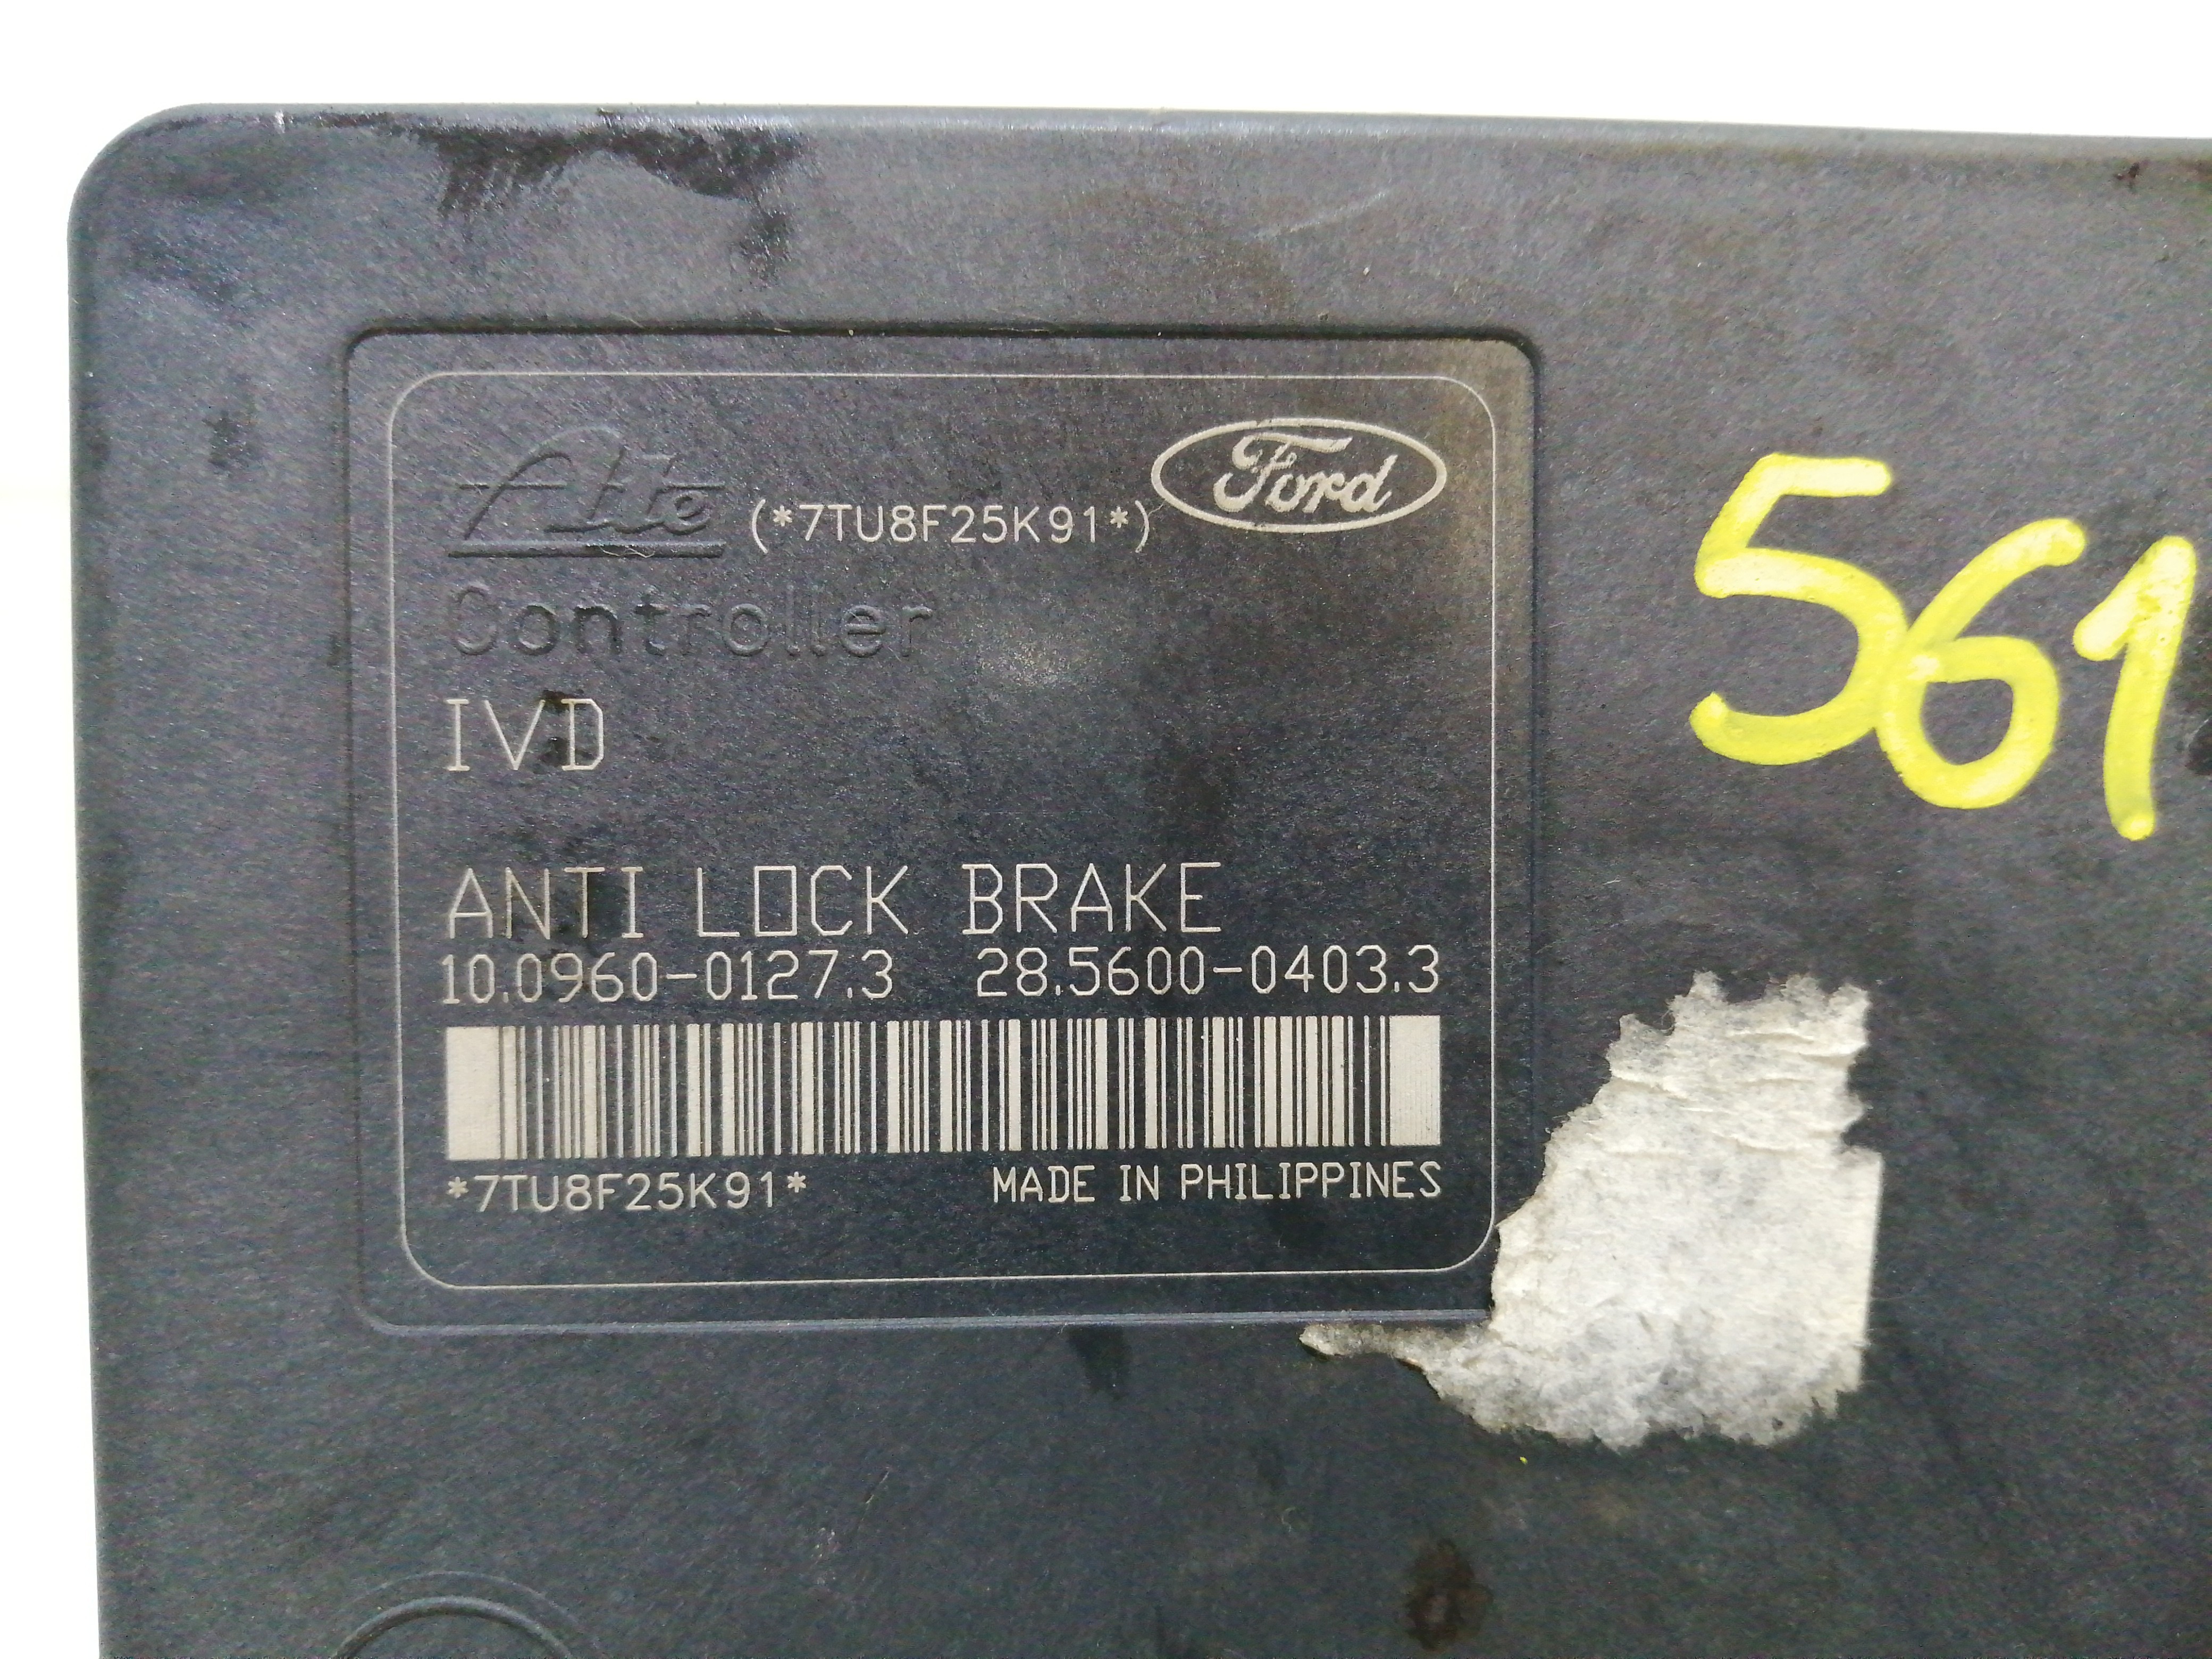 Ate (*7TU8F25K91*) Ford
Controller
IVD
ANTI LOCK BRAKE
10.0960-0127.3 28.5600-0403.3
*7TU8F25K91* MADE IN PHILIPPINES
561